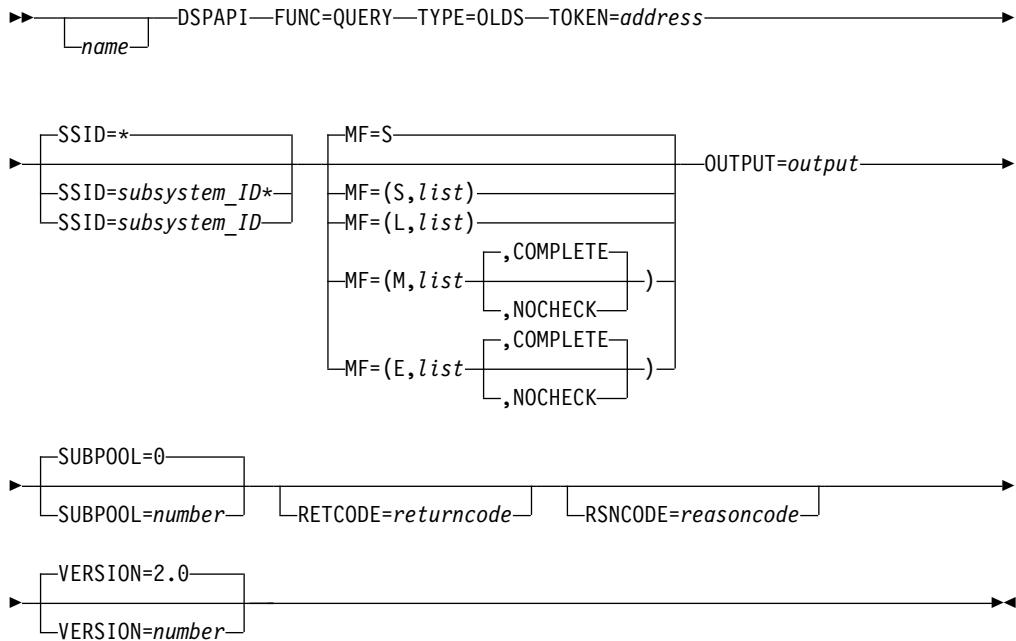 DSPAPI FUNC=QUERY TYPE=OLDS TOKEN=address
name
SSID=*
SSID=subsystem_ID*
SSID=subsystem_ID
MF=S
MF=(S,list)
MF=(L,list)
,COMPLETE
MF=(M,list )
,NOCHECK
,COMPLETE
MF=(E,list )
,NOCHECK
OUTPUT=output
SUBPOOL=0
SUBPOOL=number
RETCODE=returncode
RSNCODE=reasoncode
VERSION=2.0
VERSION=number